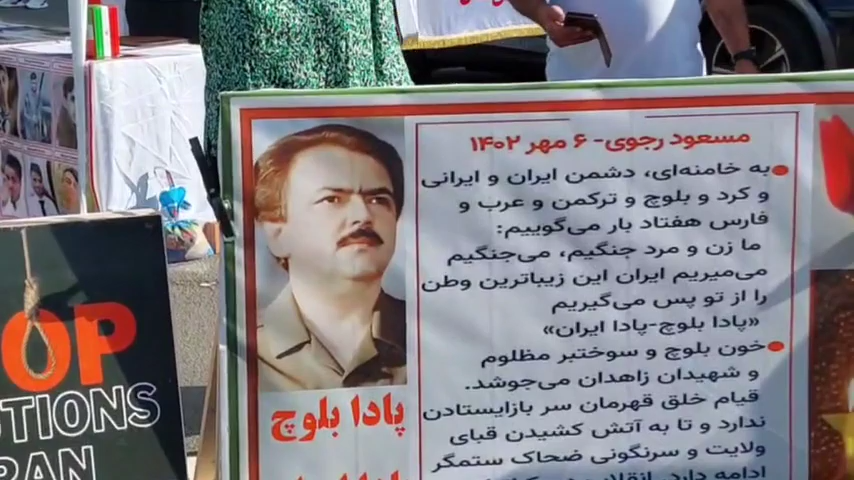 مسعود رجوی- ۶ مهر ۱۴۰۲
به خامنه‌ای، دشمن ایران و ایرانی
و کرد و بلوچ و ترکمن و عرب و
فارس هفتاد بار می‌گوییم:
ما زن و مرد جنگیم، می‌جنگیم
می‌میریم ایران این زیباترین وطن
را از تو پس می‌گیریم
«پادا بلوچ-پادا ایران»
خون بلوچ و سوختبر مظلوم
و شهیدان زاهدان می‌جوشد.
قیام خلق قهرمان سر بازایستادن
ندارد و تا به آتش کشیدن قبای
ولایت و سرنگونی ضحاک ستمگر
ادامه دارد.
پادا بلوچ
OP
TIONS
RAN